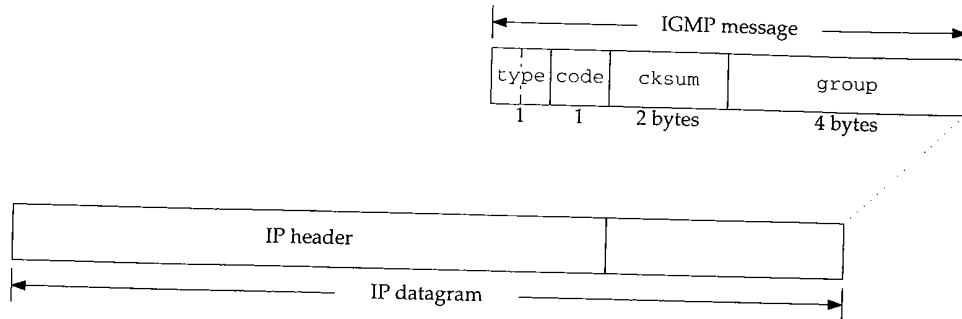 IGMP message
type code cksum group
1 1 2 bytes 4 bytes
IP header
IP datagram